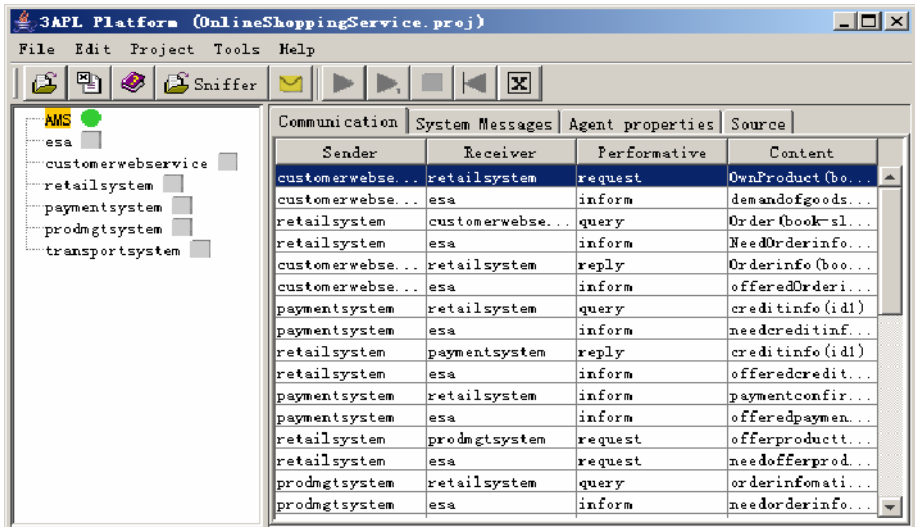 3APL Platform (OnlineShoppingService.proj)
File Edit Project Tools Help
Sniffer
AMS
esa
customerwebservice
retailsystem
paymentsystem
prodmgtsystem
transportsystem
Communication System Messages Agent properties Source
Sender Receiver Performative Content
customerwebse... retailsystem request OwnProduct(bo...
customerwebse... esa inform demandofgoods...
retailsystem customerwebse... query Order(book-sl...
retailsystem esa inform NeedOrderinfo...
customerwebse... retailsystem reply Orderinfo(boo...
customerwebse... esa inform offeredOrderi...
paymentsystem retailsystem query creditinfo(id1)
paymentsystem esa inform needcreditinf...
retailsystem paymentsystem reply creditinfo(id1)
retailsystem esa inform offeredcredit...
paymentsystem retailsystem inform paymentconfir...
paymentsystem esa inform offeredpaymen...
retailsystem prodmgtsystem request offerproductt...
retailsystem esa request needofferprod...
prodmgtsystem retailsystem query orderinfomati...
prodmgtsystem esa inform needorderinfo...